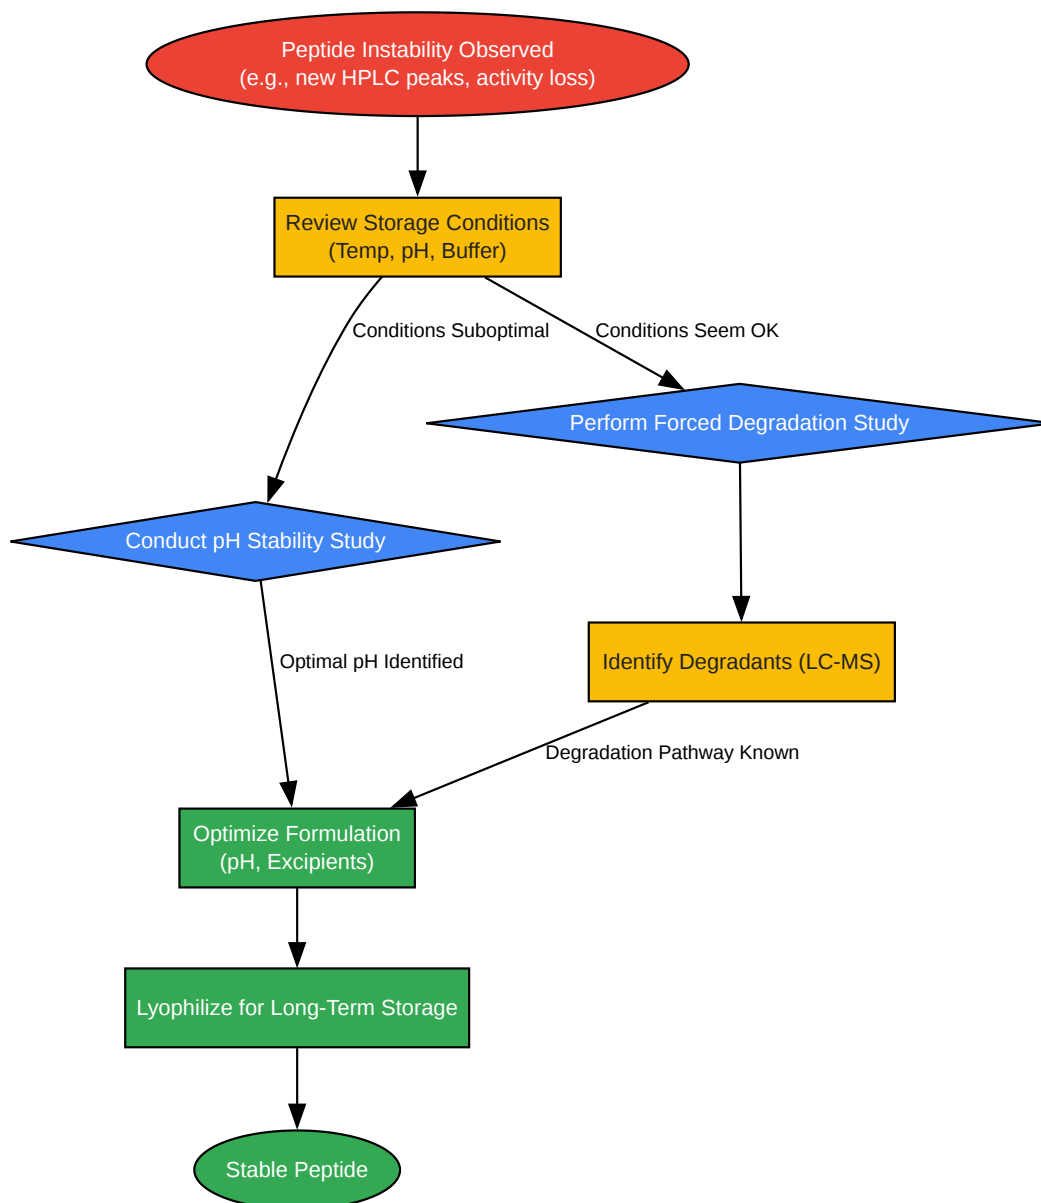 Peptide Instability Observed
(e.g., new HPLC peaks, activity loss)
Review Storage Conditions
(Temp, pH, Buffer)
Conditions Suboptimal
Conditions Seem OK
Perform Forced Degradation Study
Conduct pH Stability Study
Optimal pH Identified
Identify Degradants (LC-MS)
Degradation Pathway Known
Optimize Formulation
(pH, Excipients)
Lyophilize for Long-Term Storage
Stable Peptide